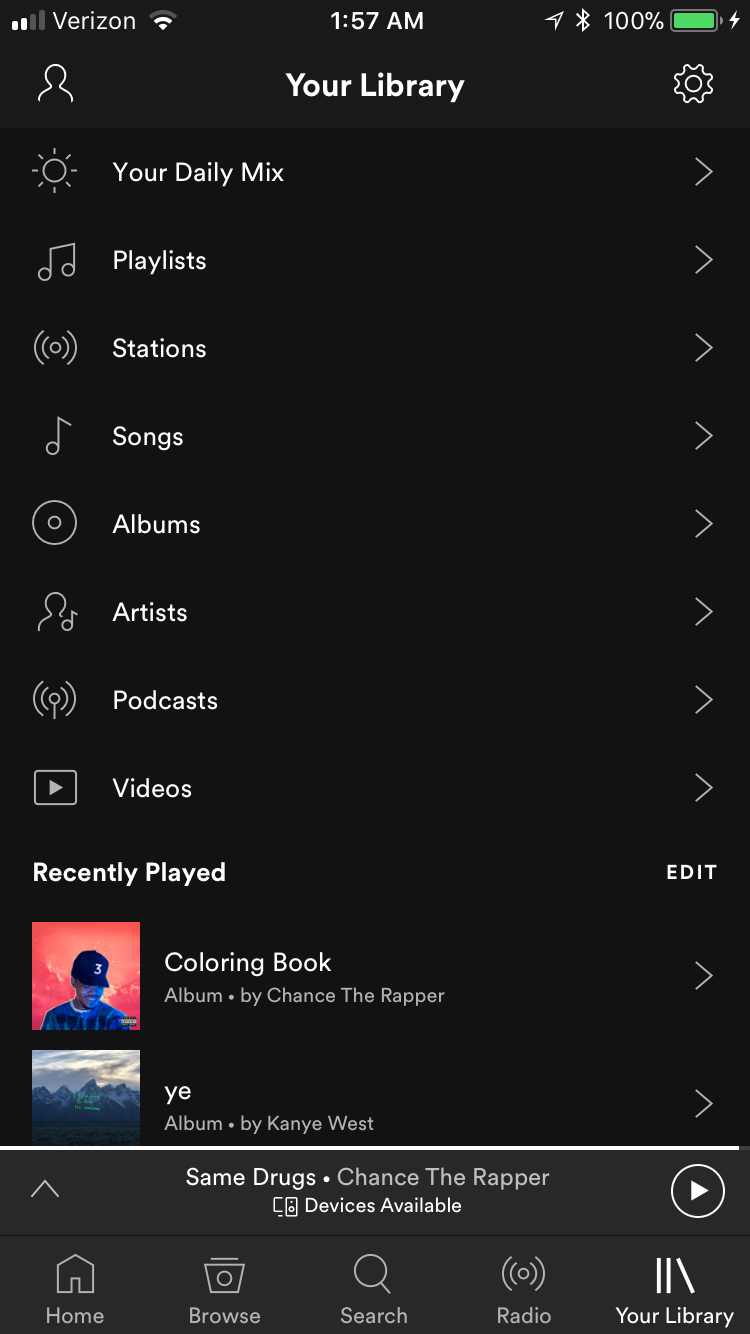 Verizon 1:57 AM 100%
Your Library
Your Daily Mix
Playlists
Stations
Songs
Albums
Artists
Podcasts
Videos
Recently Played EDIT
3
Coloring Book
Album • by Chance The Rapper
ye
Album • by Kanye West
Same Drugs • Chance The Rapper
Devices Available
Home Browse Search Radio Your Library